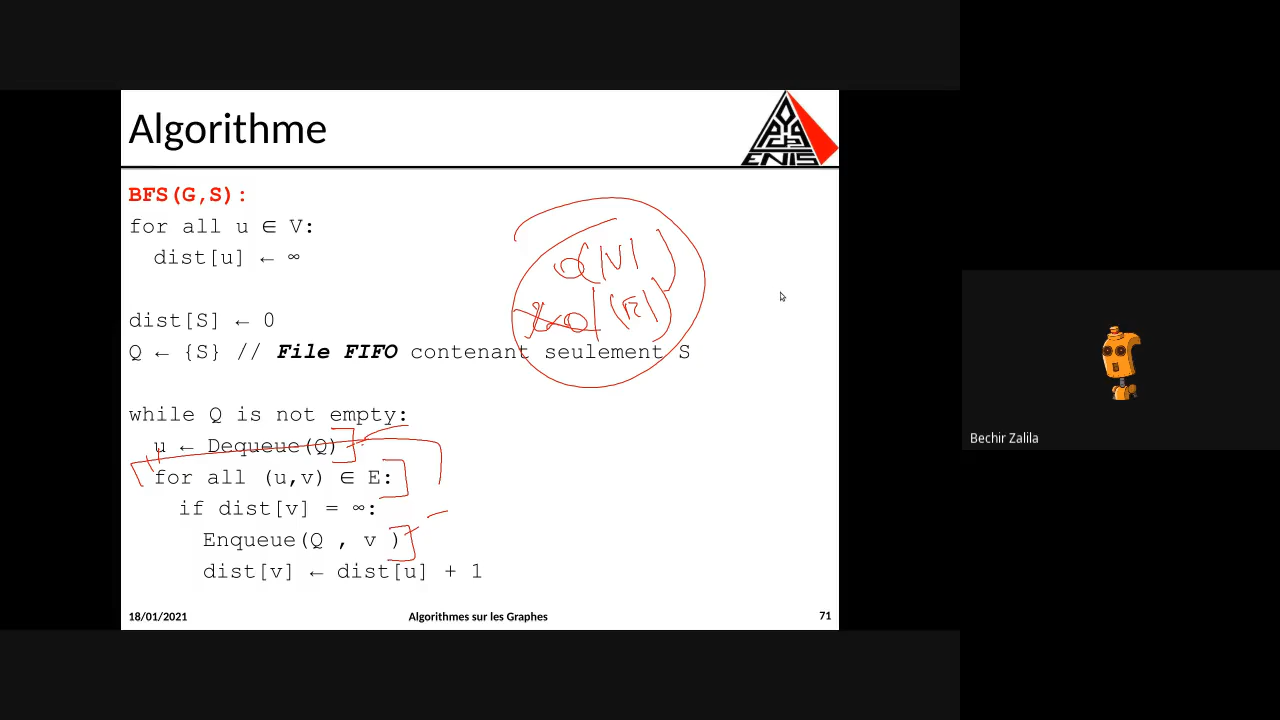 Algorithme
ENIS
BFS(G,S):
for all u ∈ V:
dist[u] ← ∞
dist[S] ← 0
Q ← {S} // File FIFO contenant seulement S
while Q is not empty:
u ← Dequeue(Q)
for all (u,v) ∈ E:
if dist[v] = ∞:
Enqueue(Q , v )
dist[v] ← dist[u] + 1
18/01/2021
Algorithmes sur les Graphes
71
Bechir Zalila